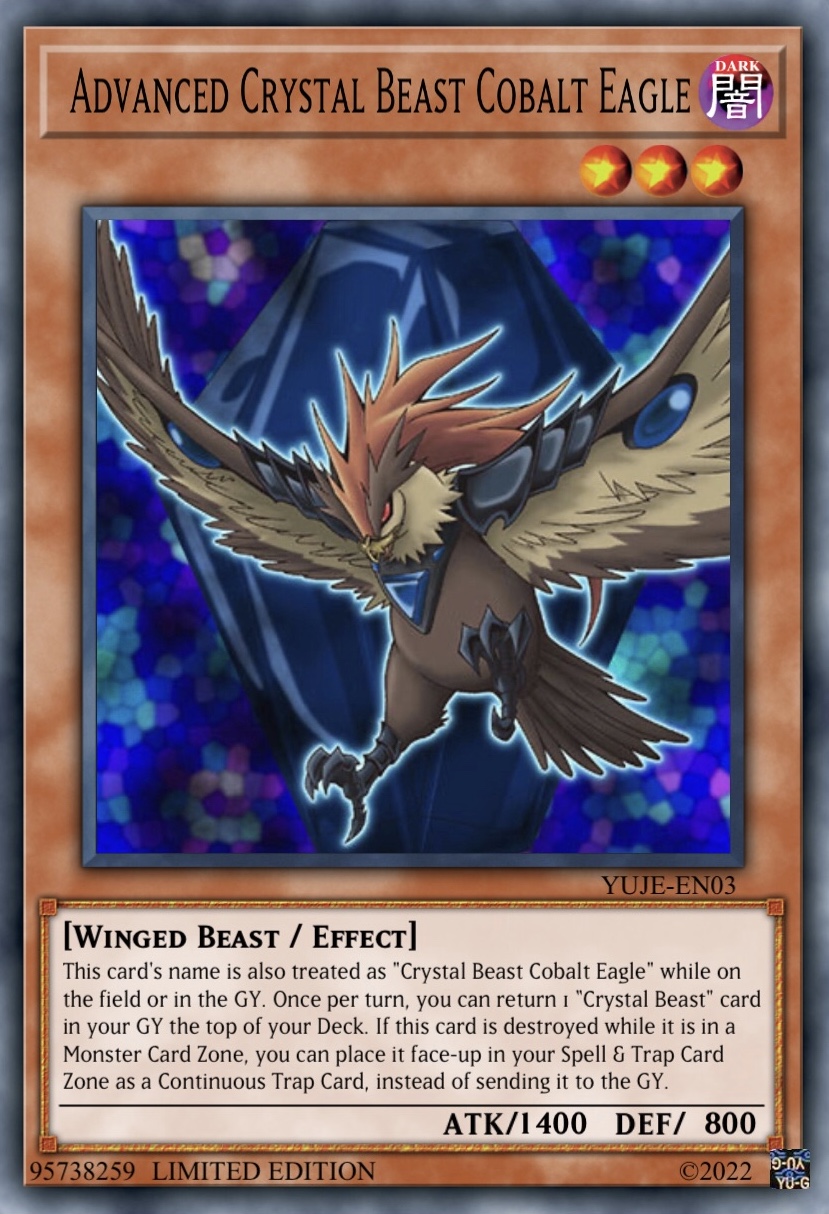 Advanced Crystal Beast Cobalt Eagle
DARK
闇
YUJE-EN03
[Winged Beast / Effect]
This card's name is also treated as "Crystal Beast Cobalt Eagle" while on
the field or in the GY. Once per turn, you can return 1 "Crystal Beast" card
in your GY the top of your Deck. If this card is destroyed while it is in a
Monster Card Zone, you can place it face-up in your Spell & Trap Card
Zone as a Continuous Trap Card, instead of sending it to the GY.
ATK/1400 DEF/ 800
95738259 LIMITED EDITION ©2022